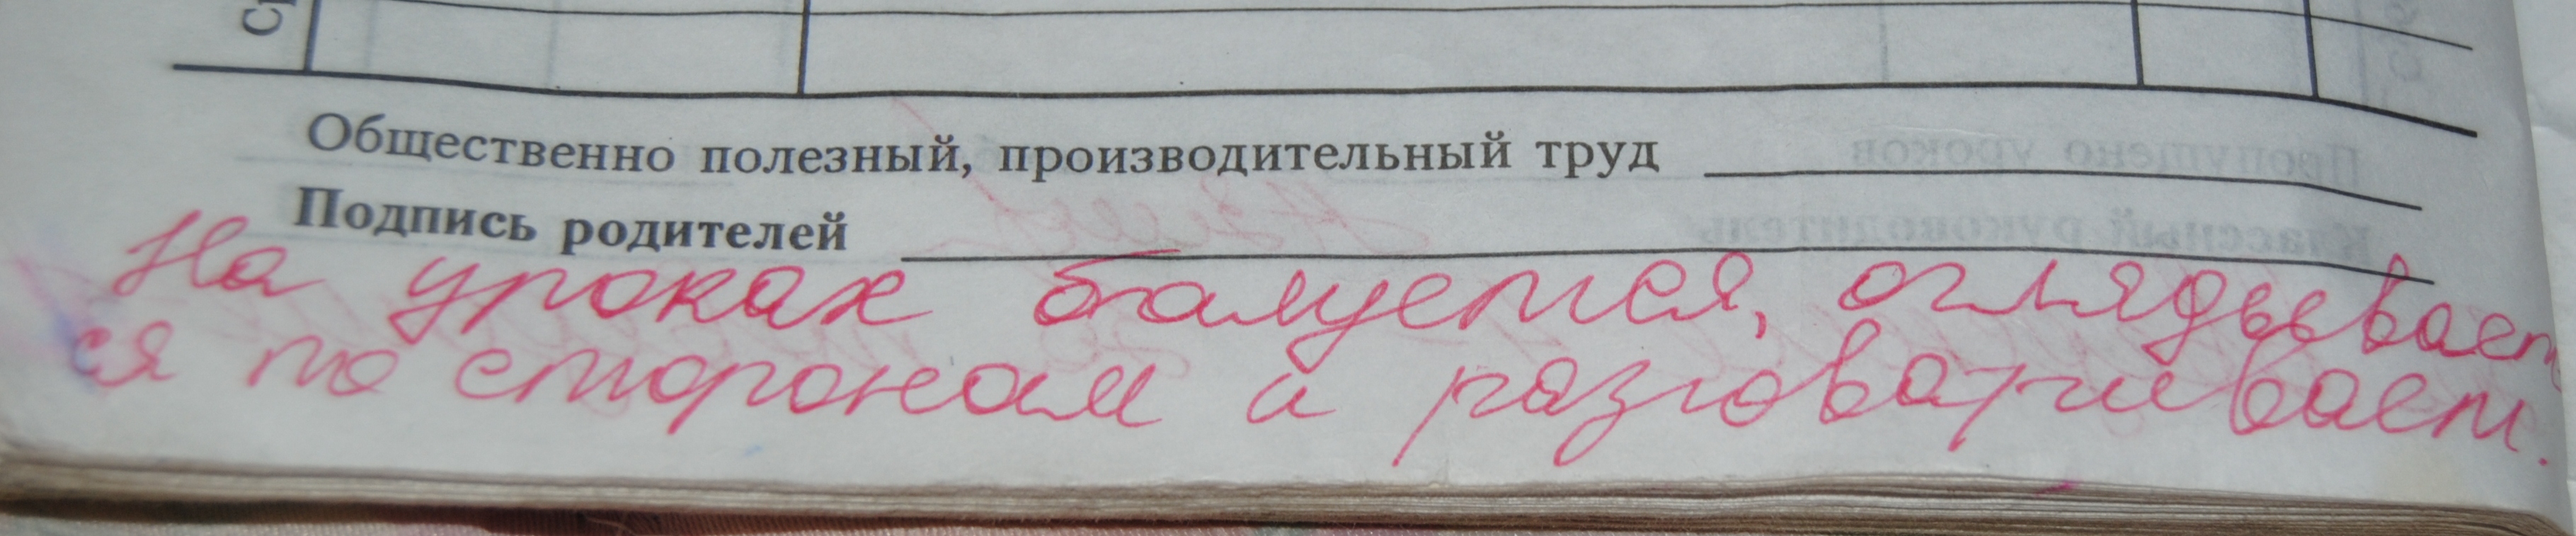 Общественно полезный, производительный труд
Подпись родителей
На уроках балуется, оглядывает
ся по сторонам и разговаривает.